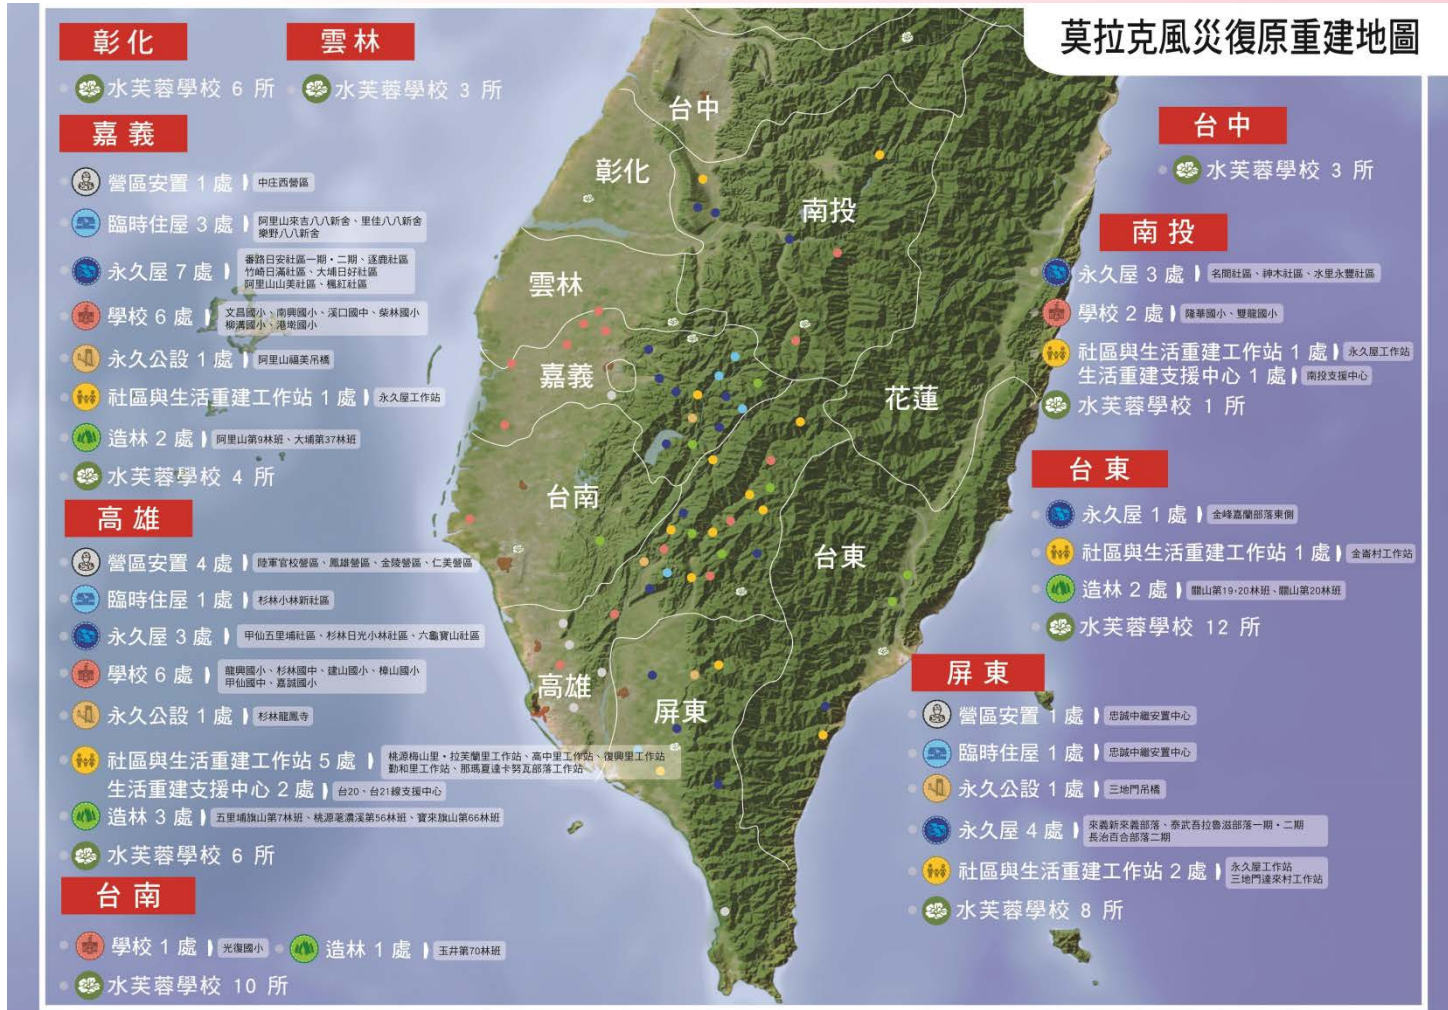 莫拉克風災復原重建地圖
彰化
水芙蓉學校 6 所
雲林
水芙蓉學校 3 所
嘉義
營區安置 1 處
中庄西營區
臨時住屋 3 處
阿里山來吉八八新舍、里佳八八新舍
樂野八八新舍
永久屋 7 處
番路日安社區一期・二期、逐鹿社區
竹崎日滿社區、大埔日好社區
阿里山山美社區、楓紅社區
學校 6 處
文昌國小、南興國小、溪口國中、柴林國小
柳溝國小、港墘國小
永久公設 1 處
阿里山福美吊橋
社區與生活重建工作站 1 處
永久屋工作站
造林 2 處
阿里山第9林班、大埔第37林班
水芙蓉學校 4 所
高雄
營區安置 4 處
陸軍官校營區、鳳雄營區、金陵營區、仁美營區
臨時住屋 1 處
杉林小林新社區
永久屋 3 處
甲仙五里埔社區、杉林日光小林社區、六龜寶山社區
學校 6 處
龍興國小、杉林國中、建山國小、樟山國小
甲仙國中、嘉誠國小
永久公設 1 處
杉林龍鳳寺
社區與生活重建工作站 5 處
桃源梅山里・拉芙蘭里工作站、高中里工作站、復興里工作站
勤和里工作站、那瑪夏達卡努瓦部落工作站
生活重建支援中心 2 處
台20、台21線支援中心
造林 3 處
五里埔旗山第7林班、桃源荖濃溪第56林班、寶來旗山第66林班
水芙蓉學校 6 所
台南
學校 1 處
光復國小
造林 1 處
玉井第70林班
水芙蓉學校 10 所
台中
彰化
南投
雲林
嘉義
花蓮
台南
台東
高雄
屏東
台中
水芙蓉學校 3 所
南投
永久屋 3 處
名間社區、神木社區、水里永豐社區
學校 2 處
隆華國小、雙龍國小
社區與生活重建工作站 1 處
永久屋工作站
生活重建支援中心 1 處
南投支援中心
水芙蓉學校 1 所
台東
永久屋 1 處
金峰嘉蘭部落東側
社區與生活重建工作站 1 處
金崙村工作站
造林 2 處
關山第19・20林班、關山第20林班
水芙蓉學校 12 所
屏東
營區安置 1 處
忠誠中繼安置中心
臨時住屋 1 處
忠誠中繼安置中心
永久公設 1 處
三地門吊橋
永久屋 4 處
來義新來義部落、泰武吾拉魯滋部落一期・二期
長治百合部落二期
社區與生活重建工作站 2 處
永久屋工作站
三地門達來村工作站
水芙蓉學校 8 所